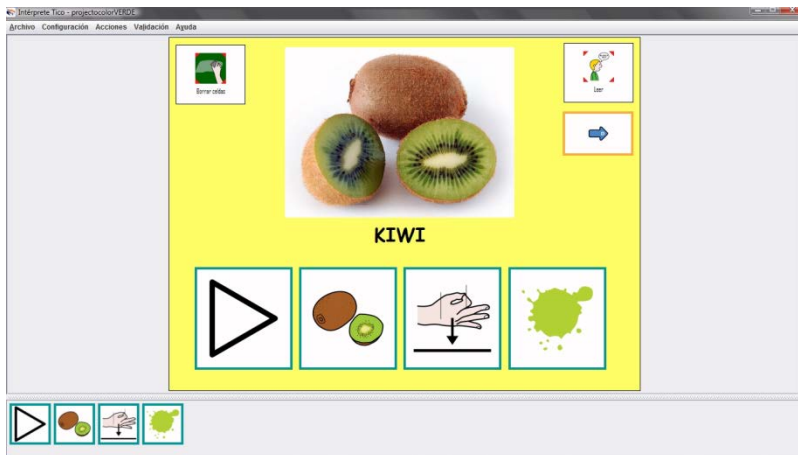 Intérprete Tico - projectocolorVERDE
Archivo Configuración Acciones Validación Ayuda
Borrar celdas
Leer
KIWI